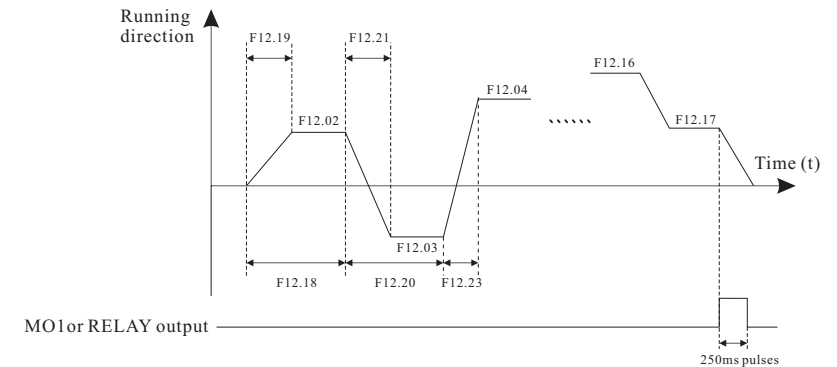 Running
direction
F12.19
F12.21
F12.16
F12.04
F12.02
F12.17
Time (t)
F12.03
F12.18
F12.20
F12.23
MO1or RELAY output
250ms pulses